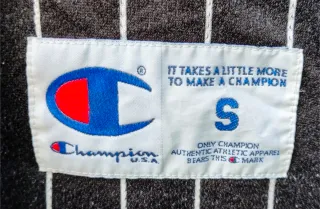 ®
Champion
U.S.A
IT TAKES A LITTLE MORE
TO MAKE A CHAMPION
S
ONLY CHAMPION
AUTHENTIC ATHLETIC APPAREL
BEARS THIS C MARK